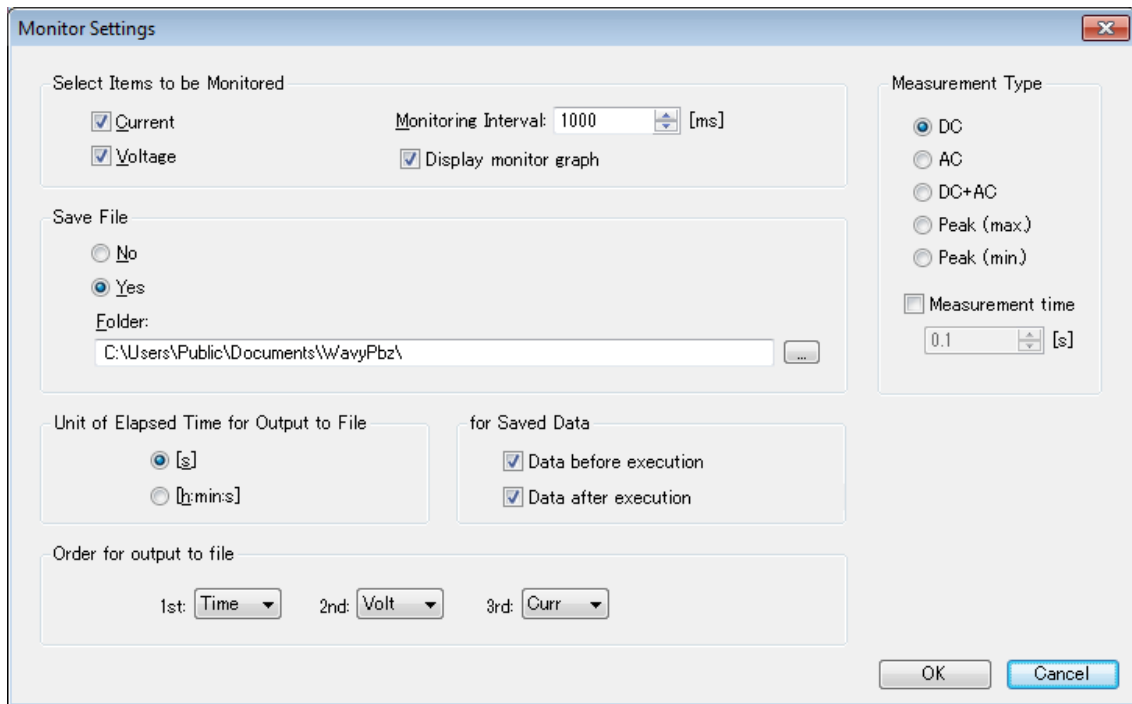 Monitor Settings
Select Items to be Monitored
Current
Monitoring Interval: 1000 [ms]
Voltage
Display monitor graph
Save File
No
Yes
Folder:
C:\Users\Public\Documents\WavyPbz\
...
Unit of Elapsed Time for Output to File
[s]
[h:min:s]
for Saved Data
Data before execution
Data after execution
Order for output to file
1st: Time 2nd: Volt 3rd: Curr
Measurement Type
DC
AC
DC+AC
Peak (max.)
Peak (min.)
Measurement time
0.1 [s]
OK Cancel